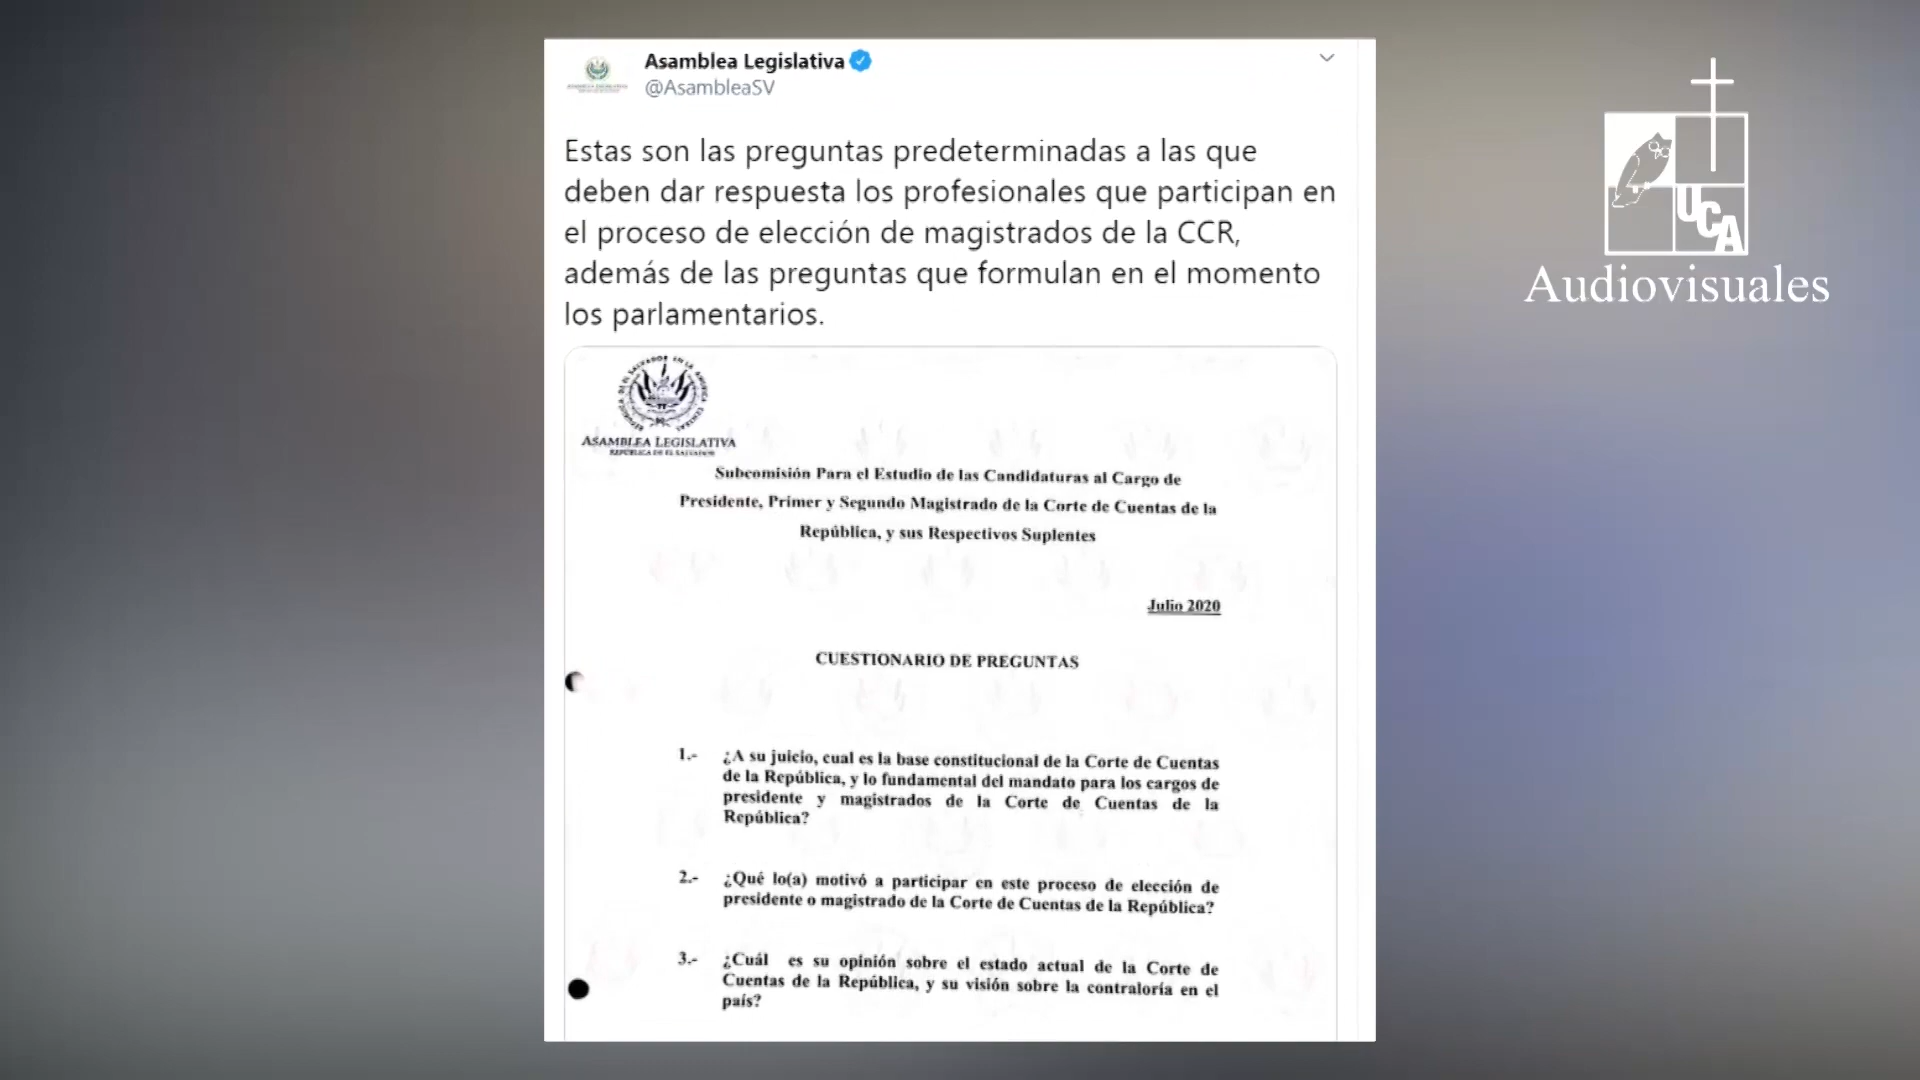 Asamblea Legislativa
@AsambleaSV
Estas son las preguntas predeterminadas a las que
deben dar respuesta los profesionales que participan en
el proceso de elección de magistrados de la CCR,
además de las preguntas que formulan en el momento
los parlamentarios.
ASAMBLEA LEGISLATIVA
REPÚBLICA DE EL SALVADOR
Subcomisión Para el Estudio de las Candidaturas al Cargo de
Presidente, Primer y Segundo Magistrado de la Corte de Cuentas de la
República, y sus Respectivos Suplentes
Julio 2020
CUESTIONARIO DE PREGUNTAS
1.- ¿A su juicio, cual es la base constitucional de la Corte de Cuentas
de la República, y lo fundamental del mandato para los cargos de
presidente y magistrados de la Corte de Cuentas de la
República?
2.- ¿Qué lo(a) motivó a participar en este proceso de elección de
presidente o magistrado de la Corte de Cuentas de la República?
3.- ¿Cuál es su opinión sobre el estado actual de la Corte de
Cuentas de la República, y su visión sobre la contraloría en el
país?
UCA
Audiovisuales